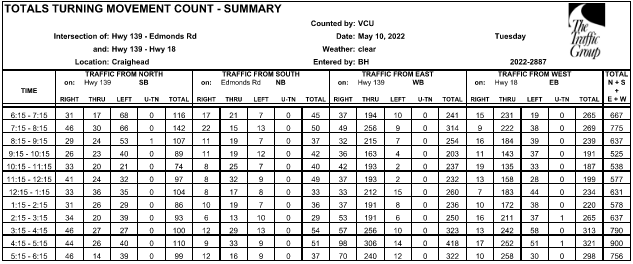 TOTALS TURNING MOVEMENT COUNT - SUMMARY
Counted by: VCU
Intersection of: Hwy 139 - Edmonds Rd Date: May 10, 2022 Tuesday
and: Hwy 139 - Hwy 18 Weather: clear
Location: Craighead Entered by: BH 2022-2887
The Traffic Group
TRAFFIC FROM NORTH TRAFFIC FROM SOUTH TRAFFIC FROM EAST TRAFFIC FROM WEST TOTAL
on: Hwy 139 SB on: Edmonds Rd NB on: Hwy 139 WB on: Hwy 18 EB N + S
TIME +
RIGHT THRU LEFT U-TN TOTAL RIGHT THRU LEFT U-TN TOTAL RIGHT THRU LEFT U-TN TOTAL RIGHT THRU LEFT U-TN TOTAL E + W
6:15 - 7:15 31 17 68 0 116 17 21 7 0 45 37 194 10 0 241 15 231 19 0 265 667
7:15 - 8:15 46 30 66 0 142 22 15 13 0 50 49 256 9 0 314 9 222 38 0 269 775
8:15 - 9:15 29 24 53 1 107 11 19 7 0 37 32 215 7 0 254 16 184 39 0 239 637
9:15 - 10:15 26 23 40 0 89 11 19 12 0 42 36 163 4 0 203 11 143 37 0 191 525
10:15 - 11:15 33 20 21 0 74 8 25 7 0 40 42 193 2 0 237 19 135 33 0 187 538
11:15 - 12:15 41 24 32 0 97 8 32 9 0 49 37 193 2 0 232 13 158 28 0 199 577
12:15 - 1:15 33 36 35 0 104 8 17 8 0 33 33 212 15 0 260 7 183 44 0 234 631
1:15 - 2:15 31 26 29 0 86 10 19 7 0 36 37 191 8 0 236 10 172 38 0 220 578
2:15 - 3:15 34 20 39 0 93 6 13 10 0 29 53 191 6 0 250 16 211 37 1 265 637
3:15 - 4:15 46 27 27 0 100 12 29 13 0 54 57 256 10 0 323 13 242 58 0 313 790
4:15 - 5:15 44 26 40 0 110 9 33 9 0 51 98 306 14 0 418 17 252 51 1 321 900
5:15 - 6:15 46 14 39 0 99 16 9 12 0 37 70 240 12 0 322 10 258 30 0 298 756